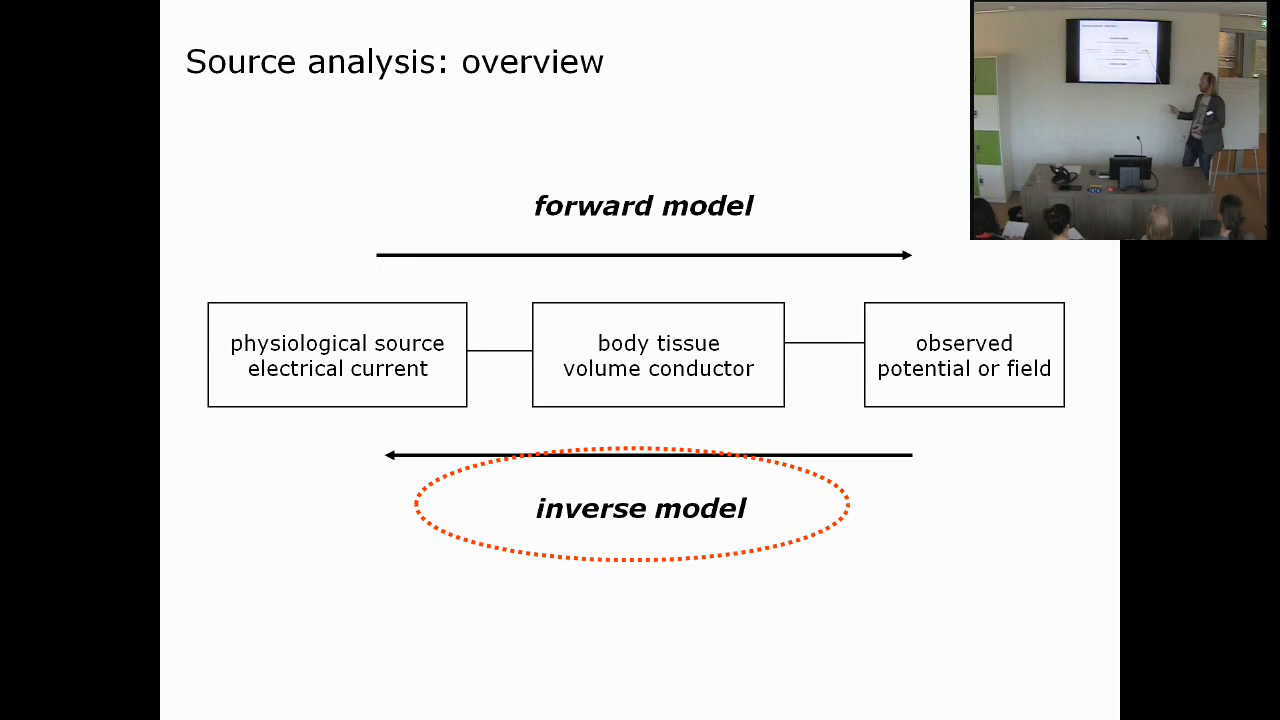 Source analysis: overview
forward model
physiological source
electrical current
body tissue
volume conductor
observed
potential or field
inverse model